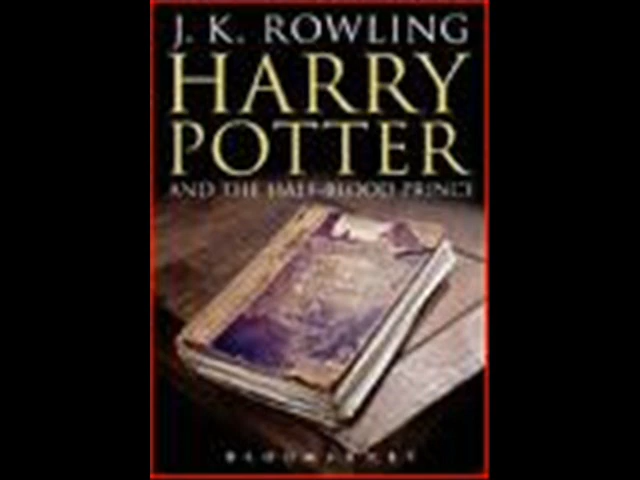 J. K. ROWLING
HARRY
POTTER
AND THE HALF-BLOOD PRINCE
BLOOMSBURY